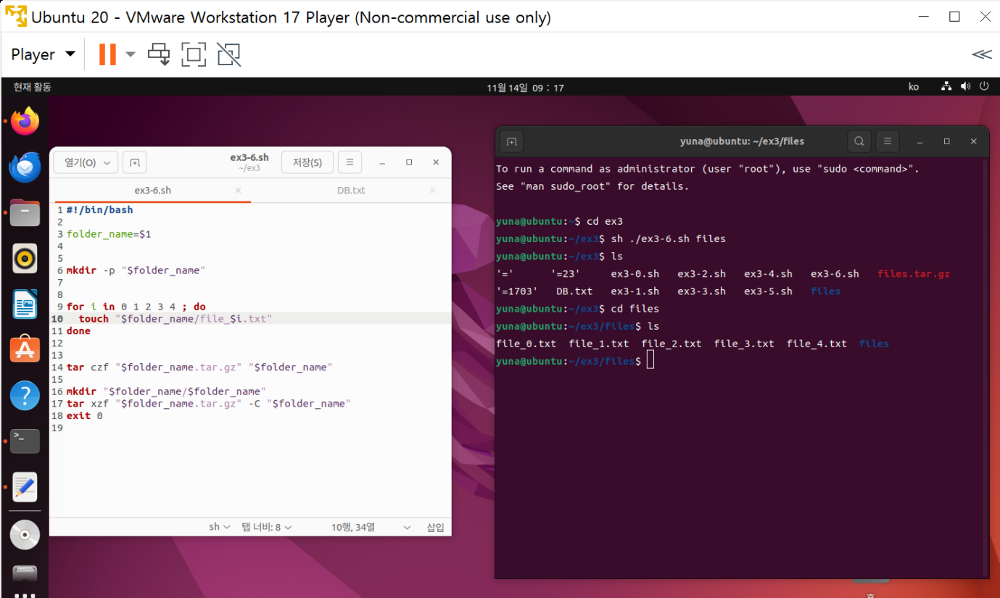 Ubuntu 20 - VMware Workstation 17 Player (Non-commercial use only)
Player
현재 활동
11월 14일 09 : 17
ko
열기(O)
ex3-6.sh
~/ex3
저장(S)
ex3-6.sh
DB.txt
1 #!/bin/bash
2
3 folder_name=$1
4
5
6 mkdir -p "$folder_name"
7
8
9 for i in 0 1 2 3 4 ; do
10   touch "$folder_name/file_$i.txt"
11 done
12
13
14 tar czf "$folder_name.tar.gz" "$folder_name"
15
16 mkdir "$folder_name/$folder_name"
17 tar xzf "$folder_name.tar.gz" -C "$folder_name"
18 exit 0
19
sh
탭 너비: 8
10행, 34열
삽입
yuna@ubuntu: ~/ex3/files
To run a command as administrator (user "root"), use "sudo <command>".
See "man sudo_root" for details.
yuna@ubuntu:~$ cd ex3
yuna@ubuntu:~/ex3$ sh ./ex3-6.sh files
yuna@ubuntu:~/ex3$ ls
'=' '=23' ex3-0.sh ex3-2.sh ex3-4.sh ex3-6.sh files.tar.gz
'=1703' DB.txt ex3-1.sh ex3-3.sh ex3-5.sh files
yuna@ubuntu:~/ex3$ cd files
yuna@ubuntu:~/ex3/files$ ls
file_0.txt file_1.txt file_2.txt file_3.txt file_4.txt files
yuna@ubuntu:~/ex3/files$